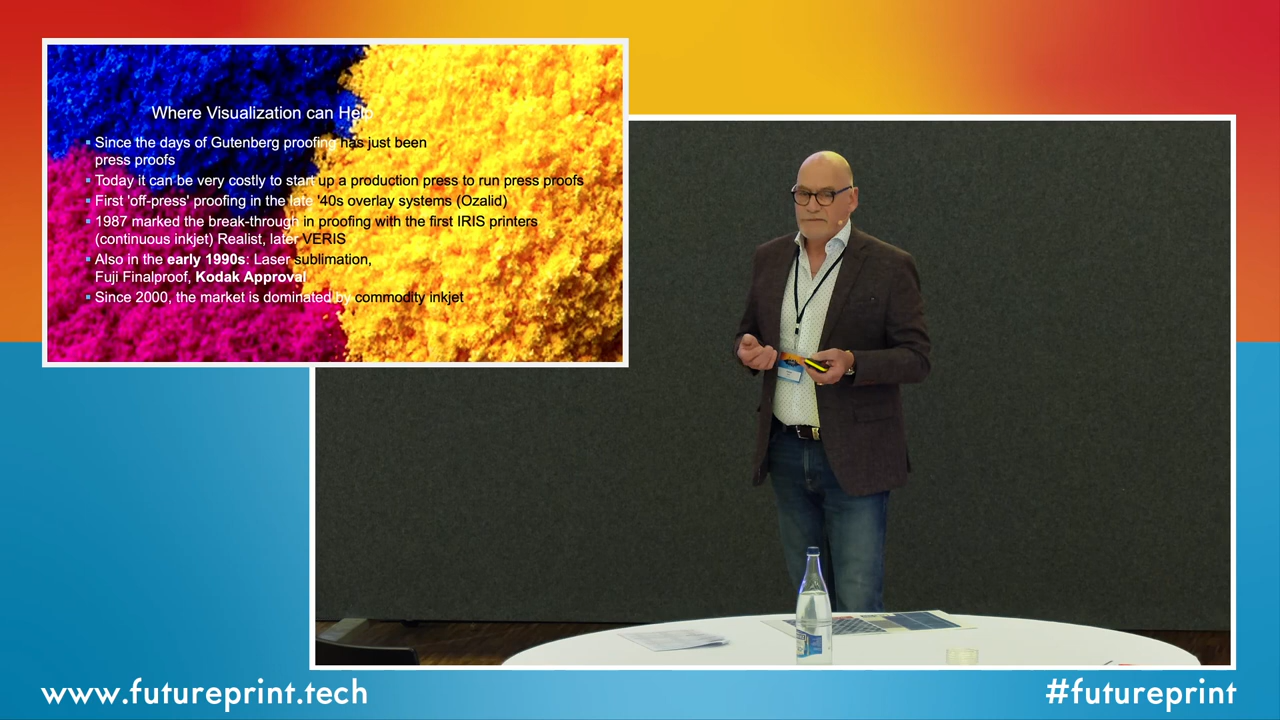 Where Visualization can Help
Since the days of Gutenberg proofing has just been
press proofs
Today it can be very costly to start up a production press to run press proofs
First 'off-press' proofing in the late '40s overlay systems (Ozalid)
1987 marked the break-through in proofing with the first IRIS printers
(continuous inkjet) Realist, later VERIS
Also in the early 1990s: Laser sublimation,
Fuji Finalproof, Kodak Approval
Since 2000, the market is dominated by commodity inkjet
www.futureprint.tech
#futureprint